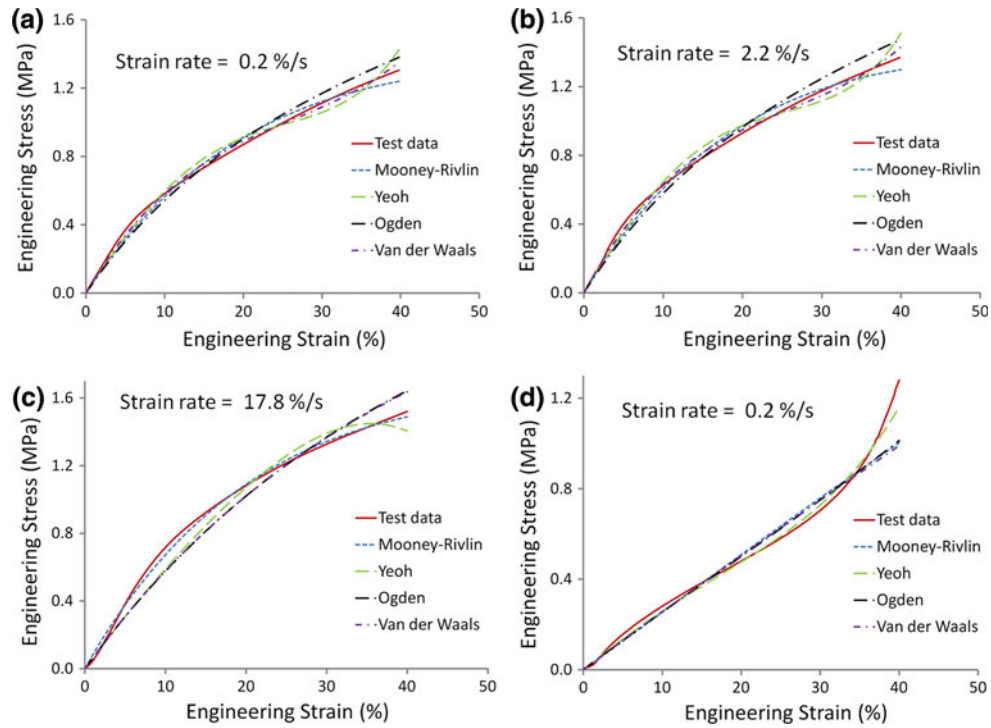 (a)
1.6
1.2
0.8
0.4
0.0
Engineering Stress (MPa)
Strain rate = 0.2 %/s
Test data
Mooney-Rivlin
Yeoh
Ogden
Van der Waals
0 10 20 30 40 50
Engineering Strain (%)
(b)
1.6
1.2
0.8
0.4
0.0
Engineering Stress (MPa)
Strain rate = 2.2 %/s
Test data
Mooney-Rivlin
Yeoh
Ogden
Van der Waals
0 10 20 30 40 50
Engineering Strain (%)
(c)
1.6
1.2
0.8
0.4
0.0
Engineering Stress (MPa)
Strain rate = 17.8 %/s
Test data
Mooney-Rivlin
Yeoh
Ogden
Van der Waals
0 10 20 30 40 50
Engineering Strain (%)
(d)
1.2
0.8
0.4
0.0
Engineering Stress (MPa)
Strain rate = 0.2 %/s
Test data
Mooney-Rivlin
Yeoh
Ogden
Van der Waals
0 10 20 30 40 50
Engineering Strain (%)